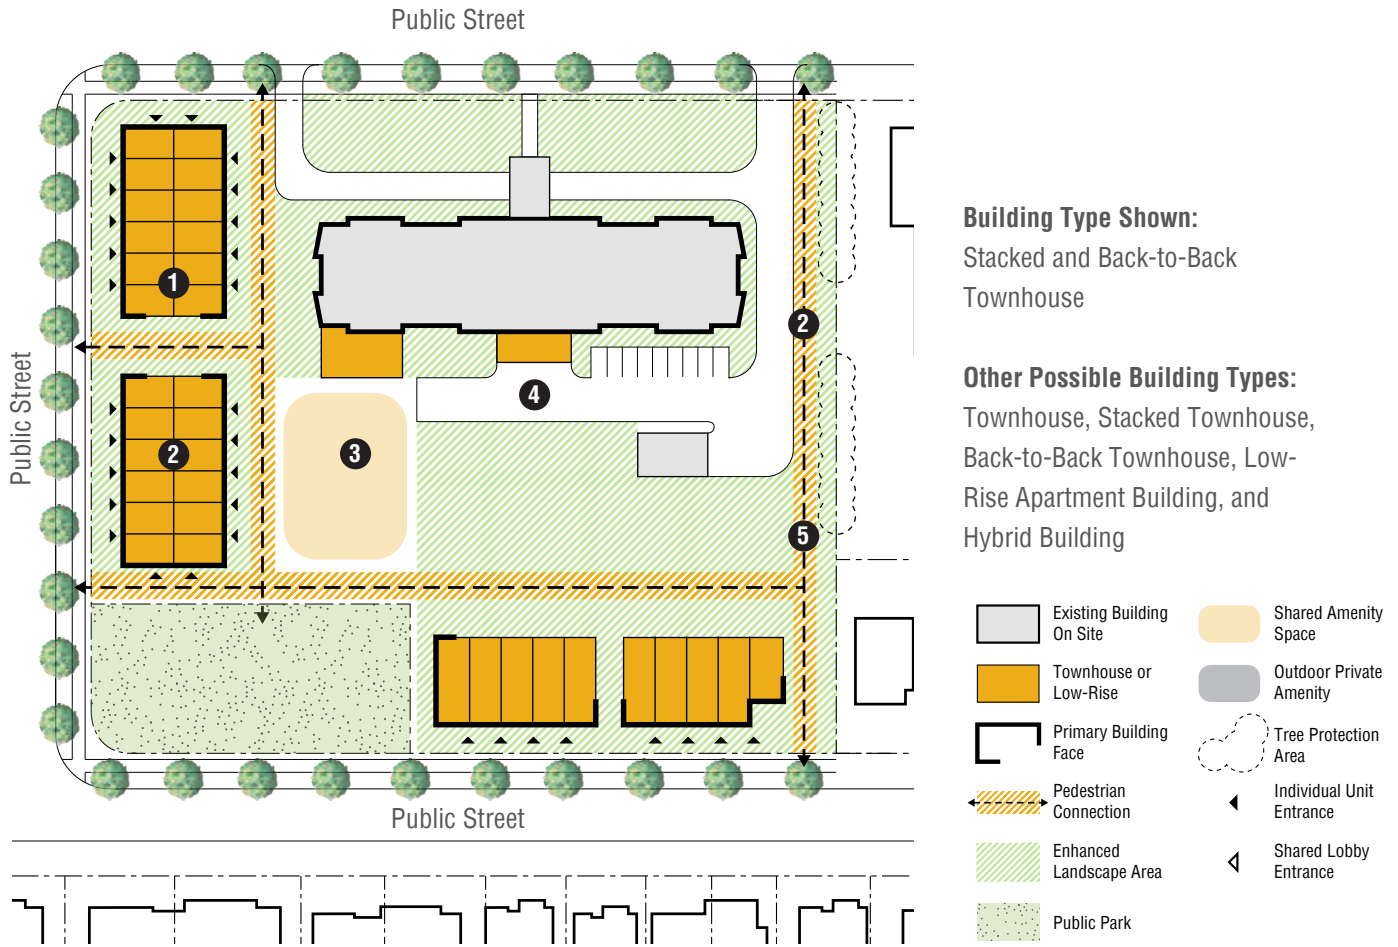 Public Street
Public Street
1
2
3
4
2
5
Public Street
Building Type Shown:
Stacked and Back-to-Back
Townhouse
Other Possible Building Types:
Townhouse, Stacked Townhouse,
Back-to-Back Townhouse, Low-
Rise Apartment Building, and
Hybrid Building
Existing Building
On Site
Townhouse or
Low-Rise
Primary Building
Face
Pedestrian
Connection
Enhanced
Landscape Area
Public Park
Shared Amenity
Space
Outdoor Private
Amenity
Tree Protection
Area
Individual Unit
Entrance
Shared Lobby
Entrance